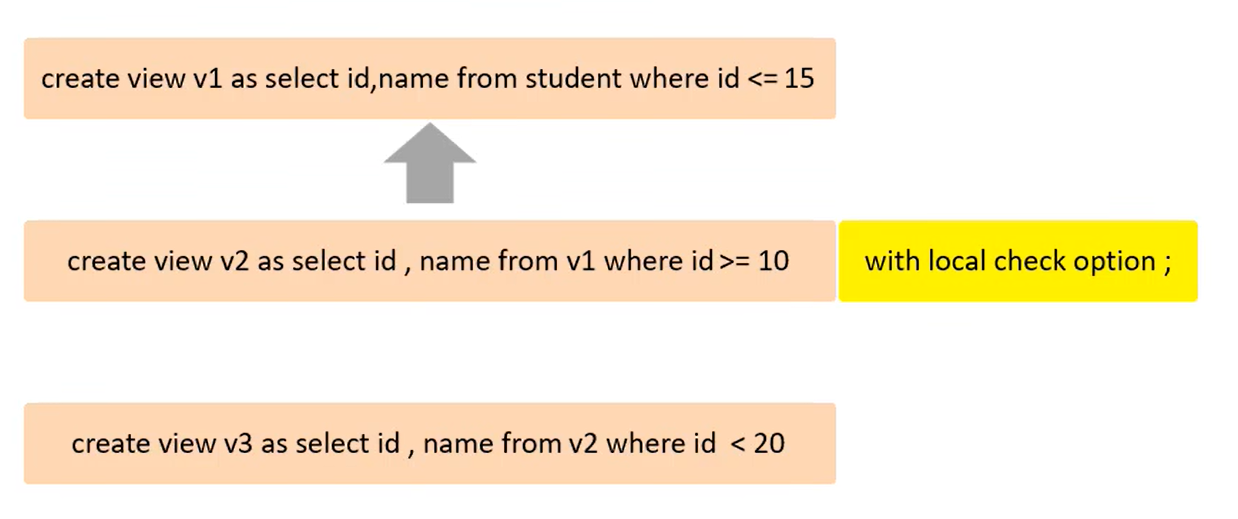 create view v1 as select id,name from student where id <= 15
create view v2 as select id , name from v1 where id >= 10 with local check option ;
create view v3 as select id , name from v2 where id < 20